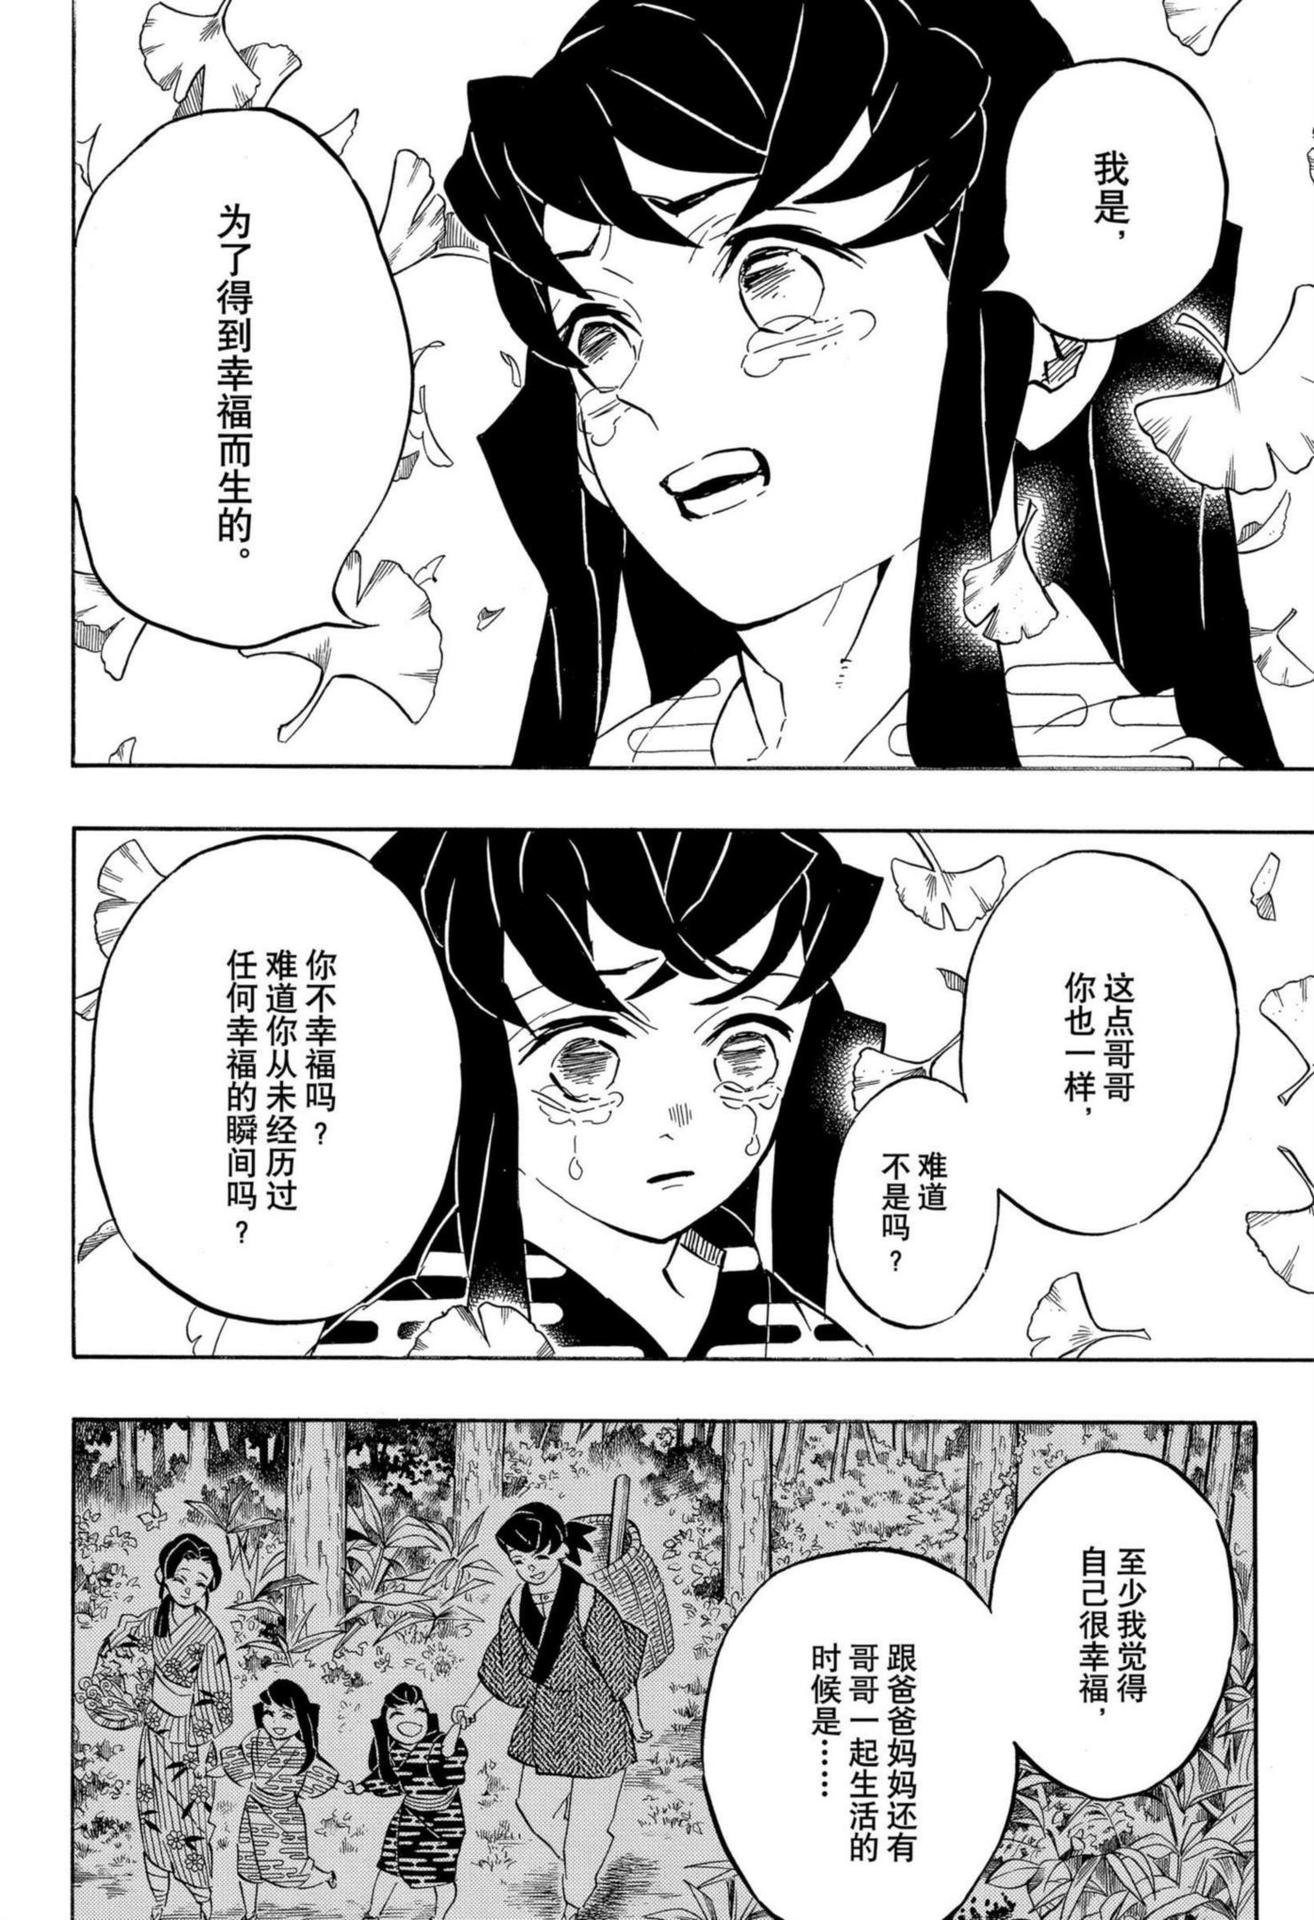 我是，
为了得到幸福而生的。
这点哥哥
你也一样，
难道
不是吗？
你不幸福吗？
难道你从未经历过
任何幸福的瞬间吗？
至少我觉得
自己很幸福，
跟爸爸妈妈还有
哥哥一起生活的
时候是……